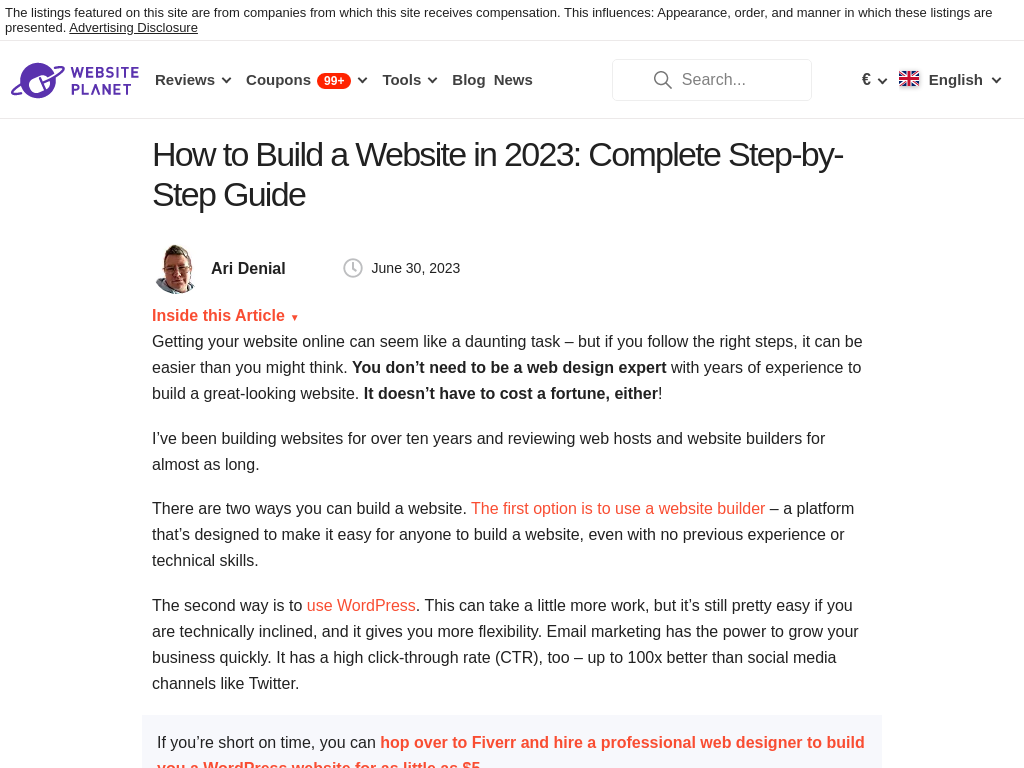 The listings featured on this site are from companies from which this site receives compensation. This influences: Appearance, order, and manner in which these listings are
presented. Advertising Disclosure
WEBSITE
PLANET
Reviews Coupons 99+ Tools Blog News Search... € English
How to Build a Website in 2023: Complete Step-by-
Step Guide
Ari Denial June 30, 2023
Inside this Article ▼
Getting your website online can seem like a daunting task – but if you follow the right steps, it can be
easier than you might think. You don’t need to be a web design expert with years of experience to
build a great-looking website. It doesn’t have to cost a fortune, either!
I’ve been building websites for over ten years and reviewing web hosts and website builders for
almost as long.
There are two ways you can build a website. The first option is to use a website builder – a platform
that’s designed to make it easy for anyone to build a website, even with no previous experience or
technical skills.
The second way is to use WordPress. This can take a little more work, but it’s still pretty easy if you
are technically inclined, and it gives you more flexibility. Email marketing has the power to grow your
business quickly. It has a high click-through rate (CTR), too – up to 100x better than social media
channels like Twitter.
If you’re short on time, you can hop over to Fiverr and hire a professional web designer to build
you a WordPress website for as little as $5